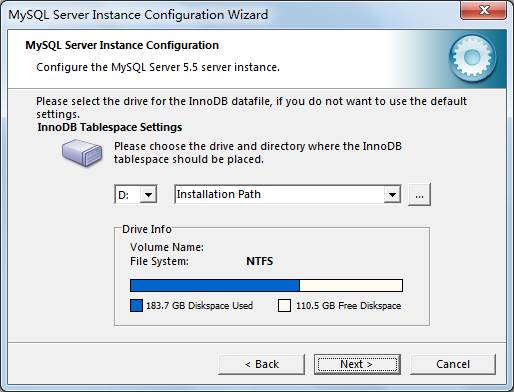 MySQL Server Instance Configuration Wizard
MySQL Server Instance Configuration
Configure the MySQL Server 5.5 server instance.
Please select the drive for the InnoDB datafile, if you do not want to use the default
settings.
InnoDB Tablespace Settings
Please choose the drive and directory where the InnoDB
tablespace should be placed.
D: Installation Path ...
Drive Info
Volume Name:
File System: NTFS
183.7 GB Diskspace Used 110.5 GB Free Diskspace
< Back Next > Cancel